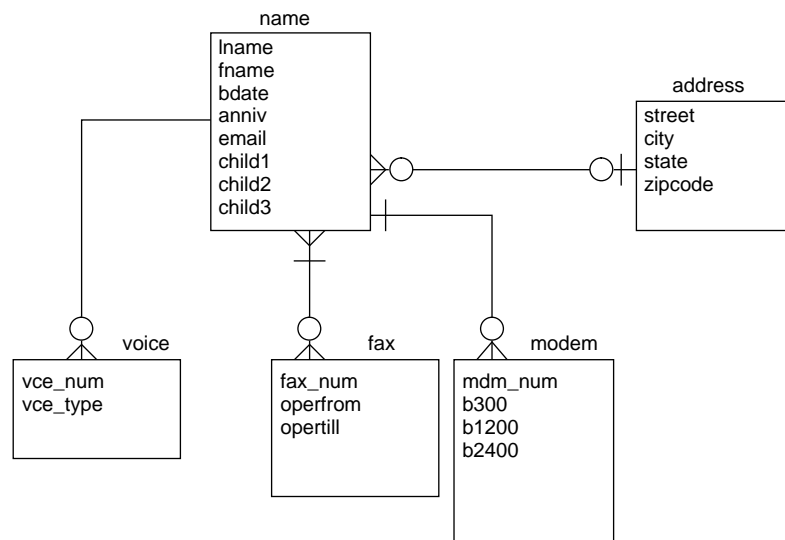 name
lname
fname
bdate
anniv
email
child1
child2
child3
address
street
city
state
zipcode
voice
vce_num
vce_type
fax
fax_num
operfrom
opertill
modem
mdm_num
b300
b1200
b2400